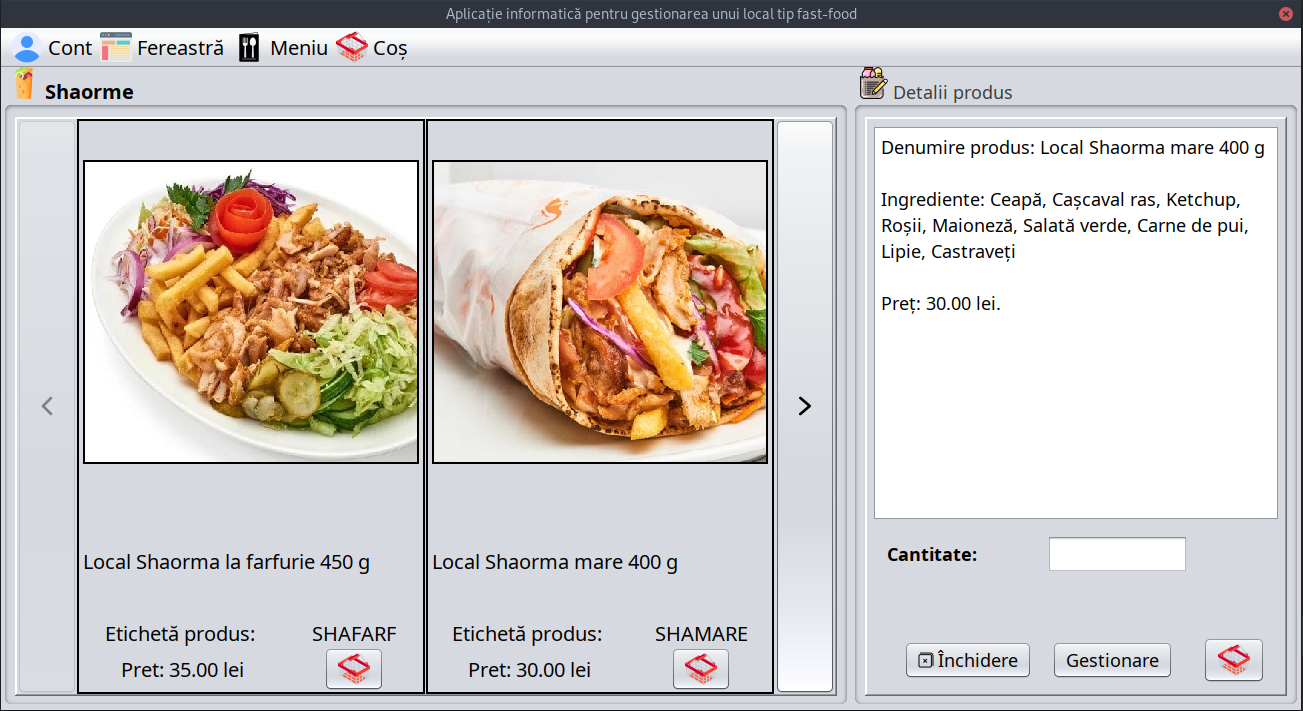 Aplicație informatică pentru gestionarea unui local tip fast-food
Cont Fereastră Meniu Coș
Shaorme
Local Shaorma la farfurie 450 g
Etichetă produs: SHAFARF
Pret: 35.00 lei
Local Shaorma mare 400 g
Etichetă produs: SHAMARE
Pret: 30.00 lei
Detalii produs
Denumire produs: Local Shaorma mare 400 g
Ingrediente: Ceapă, Cașcaval ras, Ketchup,
Roșii, Maioneză, Salată verde, Carne de pui,
Lipie, Castraveți
Preț: 30.00 lei.
Cantitate:
Închidere Gestionare